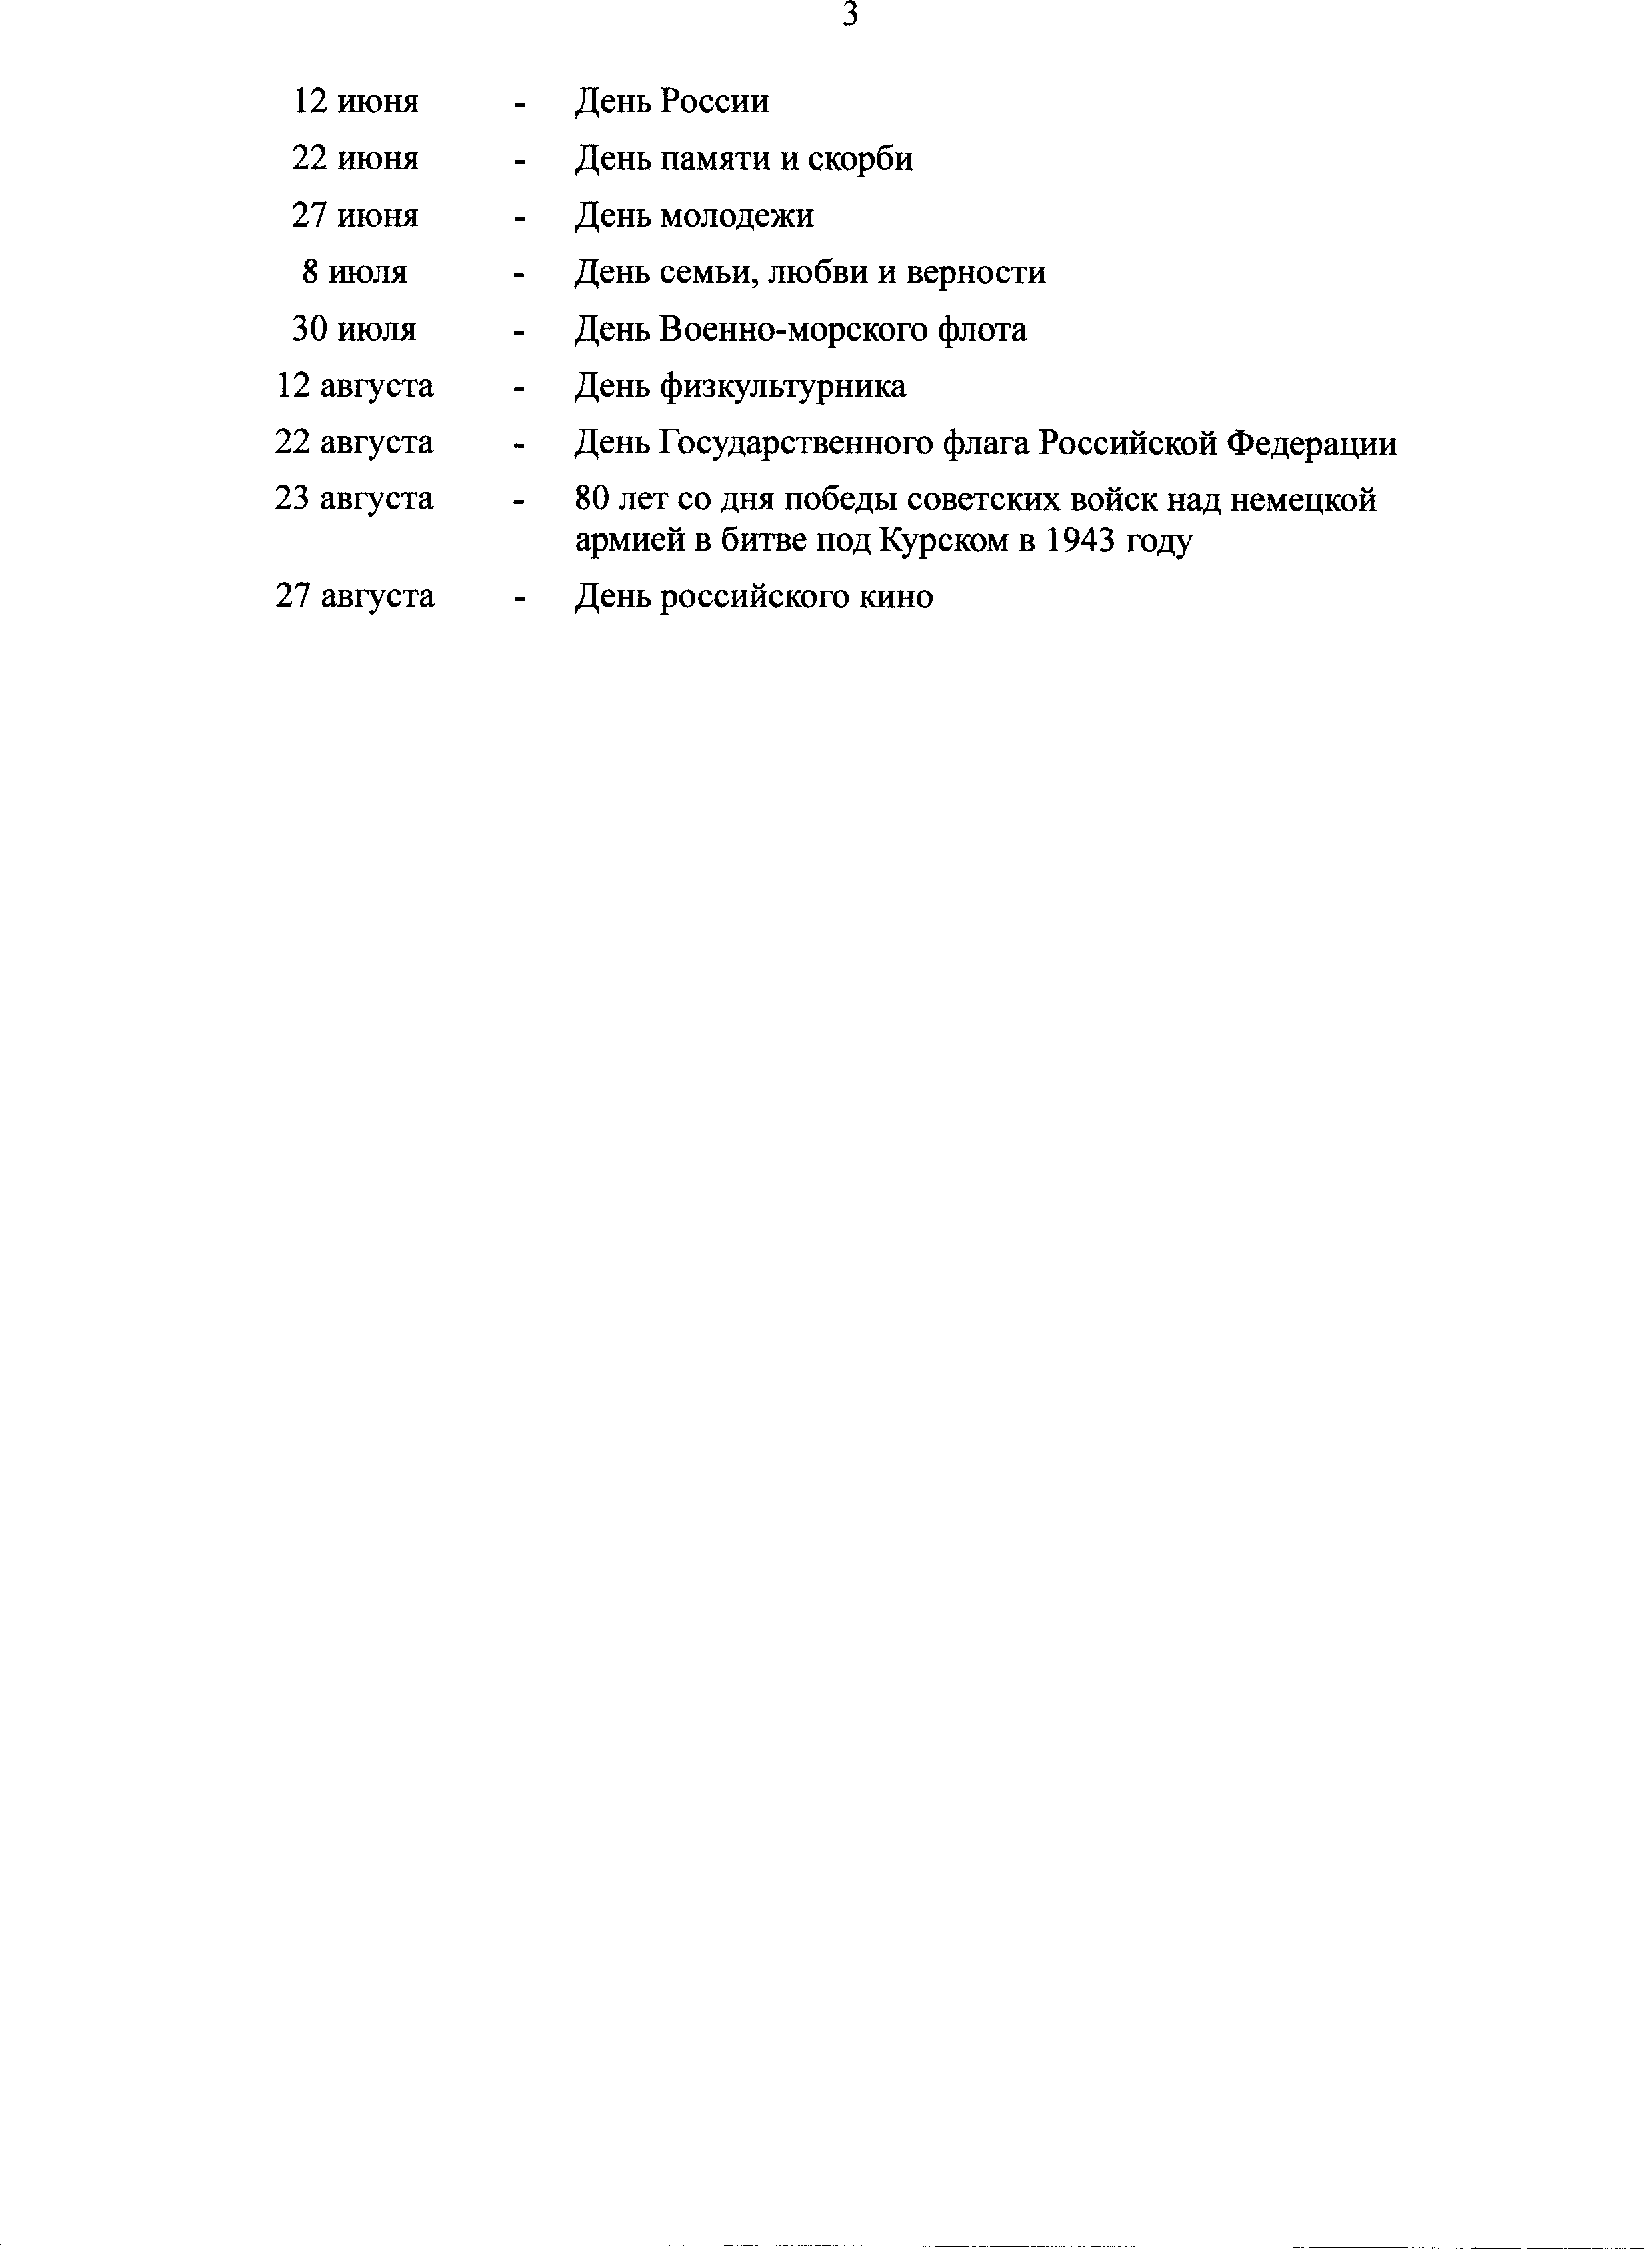 3
12 июня - День России
22 июня - День памяти и скорби
27 июня - День молодежи
8 июля - День семьи, любви и верности
30 июля - День Военно-морского флота
12 августа - День физкультурника
22 августа - День Государственного флага Российской Федерации
23 августа - 80 лет со дня победы советских войск над немецкой
армией в битве под Курском в 1943 году
27 августа - День российского кино